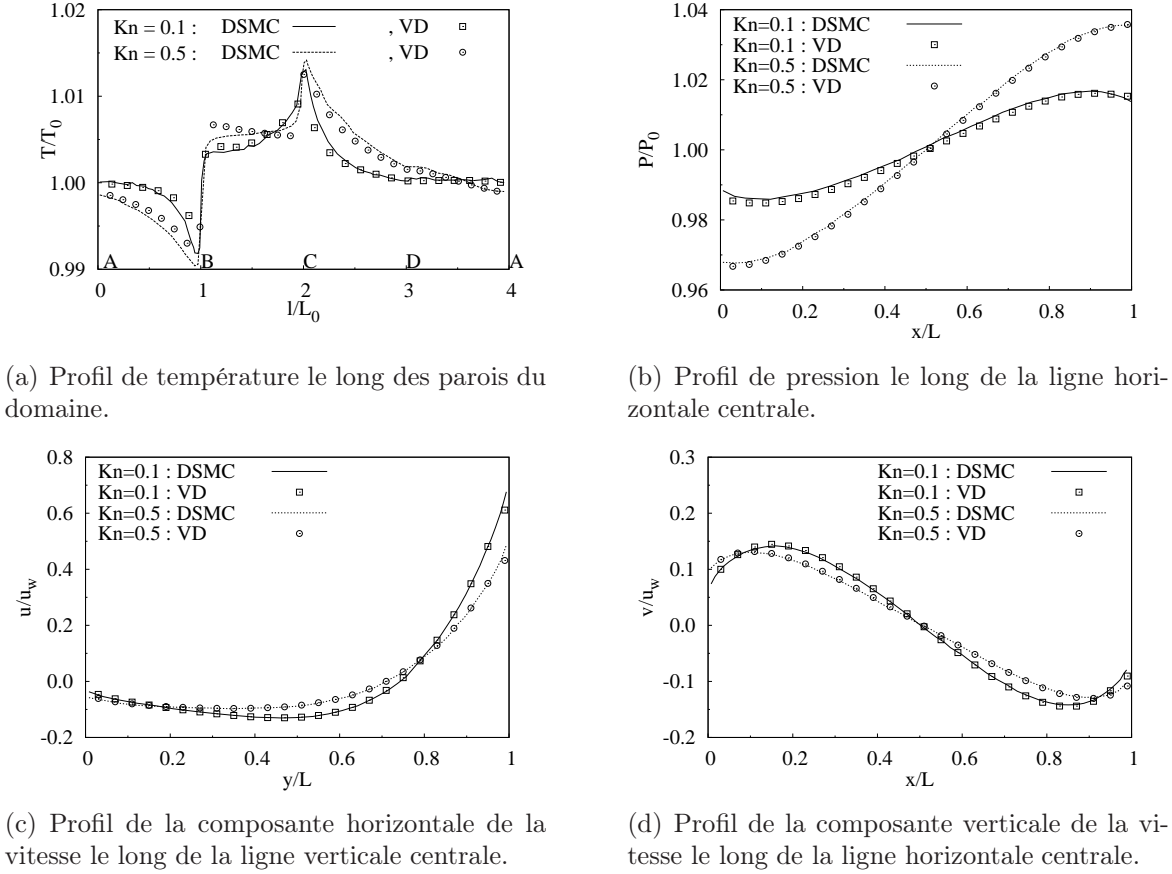 Kn = 0.1 : DSMC , VD
Kn = 0.5 : DSMC , VD
1.02
1.01
1.00
0.99
T/T0
A B C D A
0 1 2 3 4
l/L0
(a) Profil de température le long des parois du
domaine.
Kn=0.1 : DSMC
Kn=0.1 : VD
Kn=0.5 : DSMC
Kn=0.5 : VD
1.04
1.02
1.00
0.98
0.96
P/P0
0 0.2 0.4 0.6 0.8 1
x/L
(b) Profil de pression le long de la ligne hori-
zontale centrale.
Kn=0.1 : DSMC
Kn=0.1 : VD
Kn=0.5 : DSMC
Kn=0.5 : VD
0.8
0.6
0.4
0.2
0.0
-0.2
u/uw
0 0.2 0.4 0.6 0.8 1
y/L
(c) Profil de la composante horizontale de la
vitesse le long de la ligne verticale centrale.
Kn=0.1 : DSMC
Kn=0.1 : VD
Kn=0.5 : DSMC
Kn=0.5 : VD
0.3
0.2
0.1
0.0
-0.1
-0.2
v/uw
0 0.2 0.4 0.6 0.8 1
x/L
(d) Profil de la composante verticale de la vi-
tesse le long de la ligne horizontale centrale.